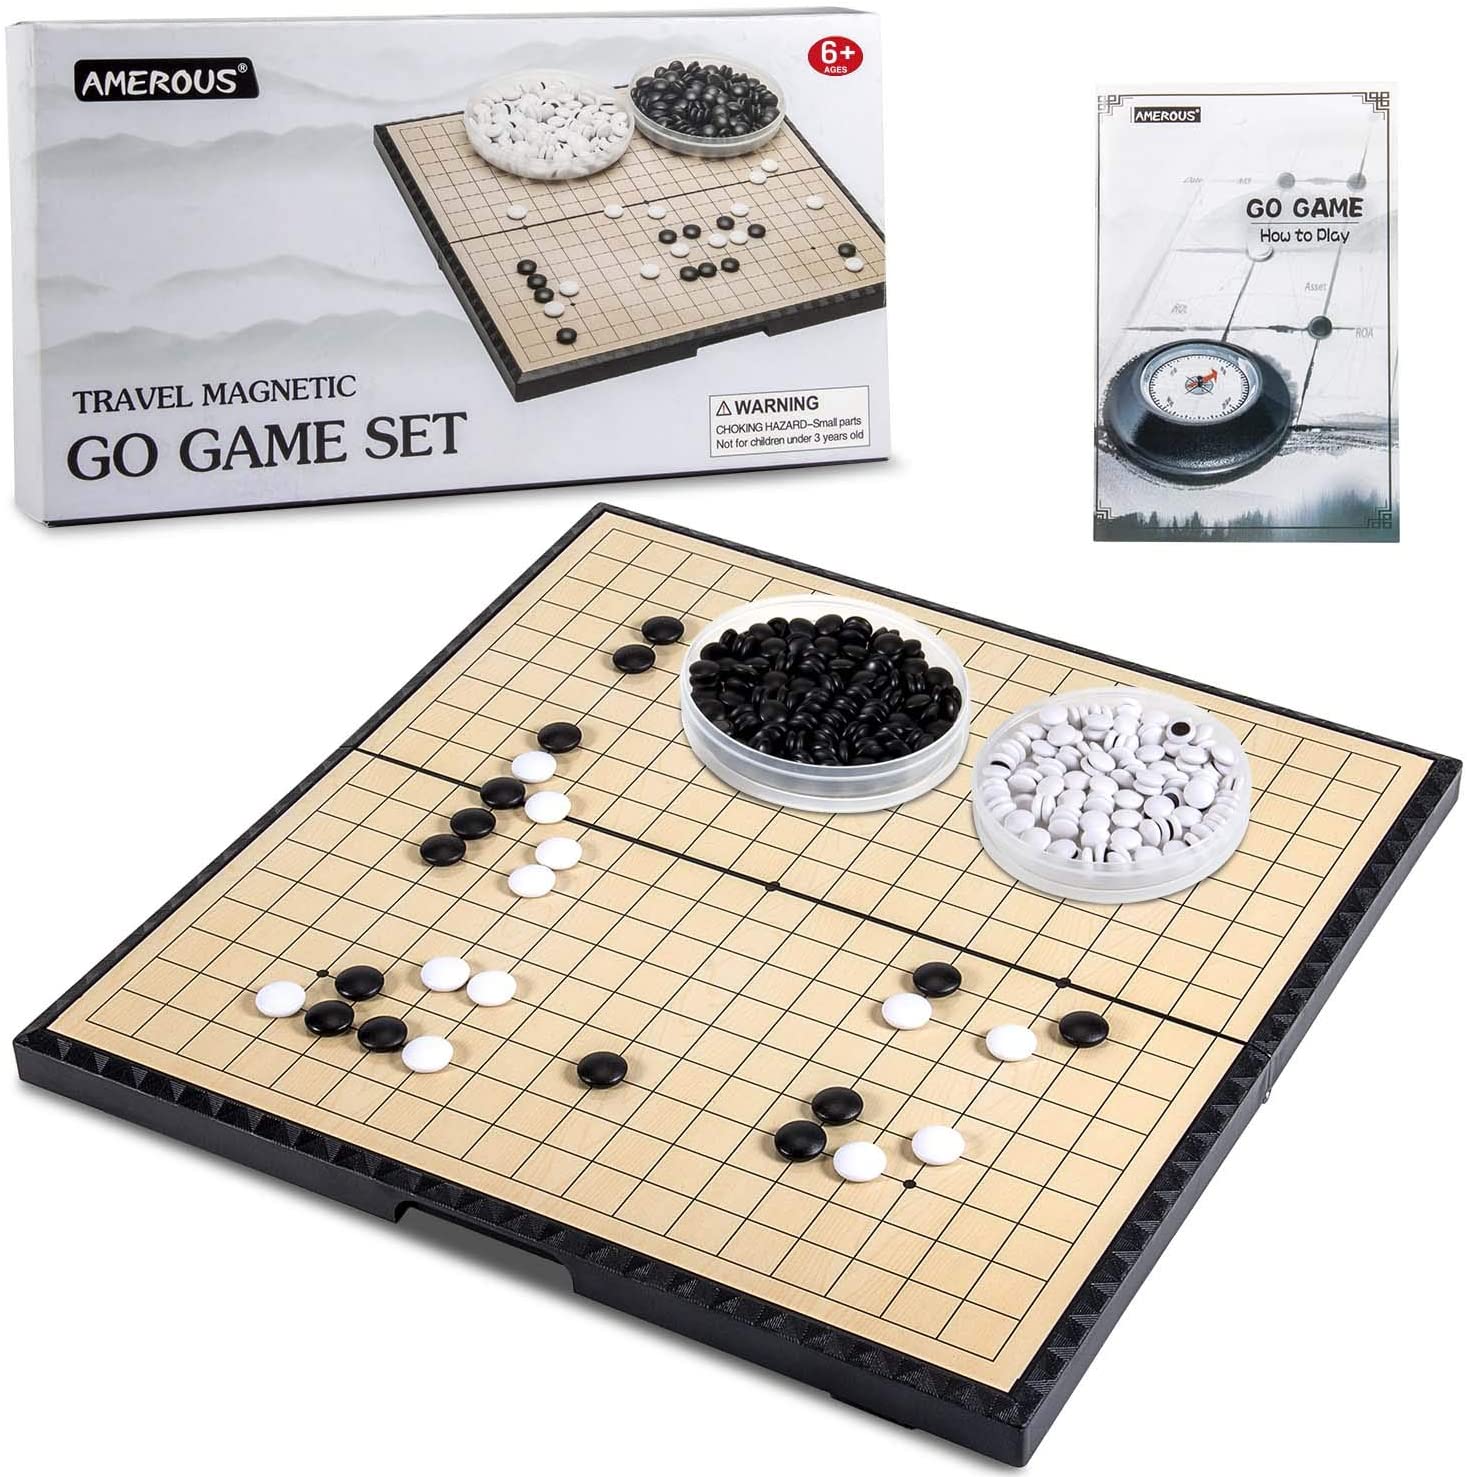 AMEROUS®
6+
AGES
TRAVEL MAGNETIC
GO GAME SET
⚠ WARNING
CHOKING HAZARD–Small parts
Not for children under 3 years old
AMEROUS®
GO GAME
How to Play
Asset
ROA